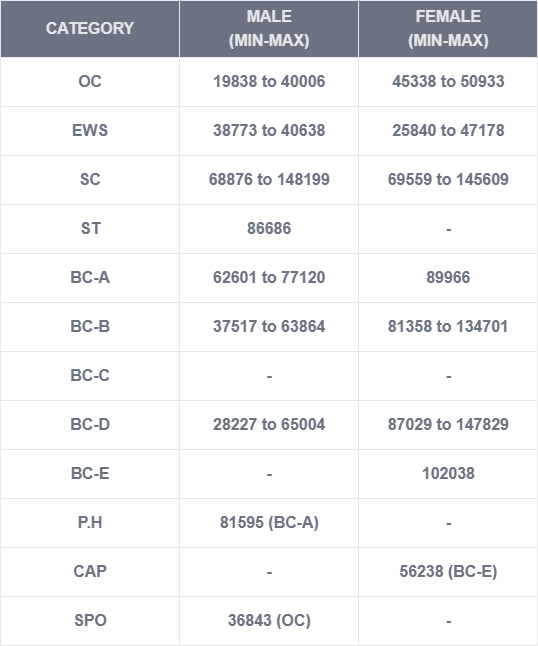 CATEGORY MALE (MIN-MAX) FEMALE (MIN-MAX)
OC 19838 to 40006 45338 to 50933
EWS 38773 to 40638 25840 to 47178
SC 68876 to 148199 69559 to 145609
ST 86686 -
BC-A 62601 to 77120 89966
BC-B 37517 to 63864 81358 to 134701
BC-C - -
BC-D 28227 to 65004 87029 to 147829
BC-E - 102038
P.H 81595 (BC-A) -
CAP - 56238 (BC-E)
SPO 36843 (OC) -